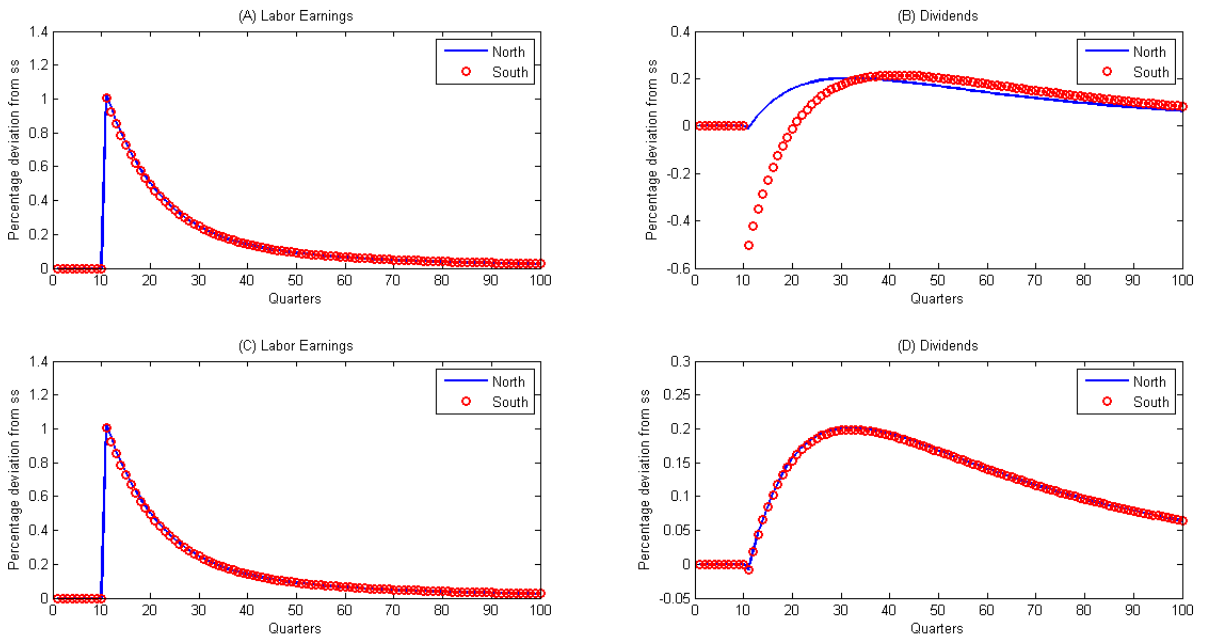 (A) Labor Earnings
1.4
1.2
1
0.8
0.6
0.4
0.2
0
Percentage deviation from ss
0 10 20 30 40 50 60 70 80 90 100
Quarters
North
South
(B) Dividends
0.4
0.2
0
-0.2
-0.4
-0.6
Percentage deviation from ss
0 10 20 30 40 50 60 70 80 90 100
Quarters
North
South
(C) Labor Earnings
1.4
1.2
1
0.8
0.6
0.4
0.2
0
Percentage deviation from ss
0 10 20 30 40 50 60 70 80 90 100
Quarters
North
South
(D) Dividends
0.3
0.25
0.2
0.15
0.1
0.05
0
-0.05
Percentage deviation from ss
0 10 20 30 40 50 60 70 80 90 100
Quarters
North
South